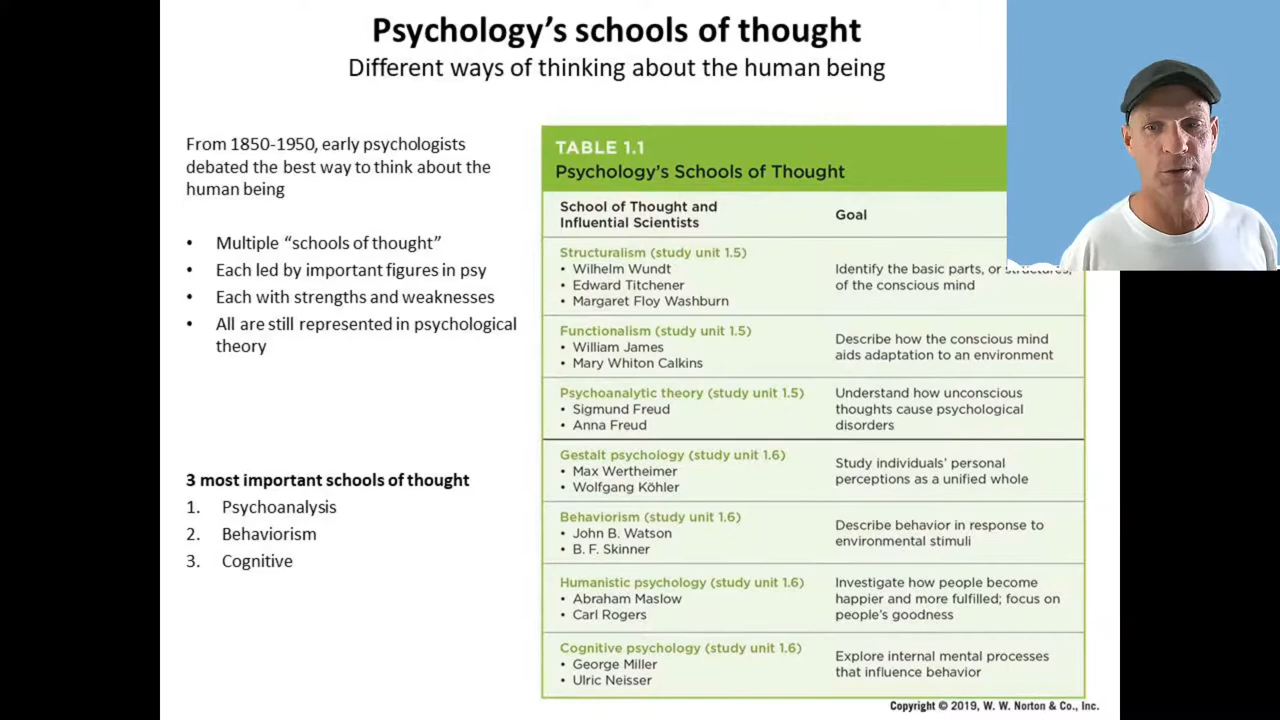 Psychology’s schools of thought
Different ways of thinking about the human being
From 1850-1950, early psychologists
debated the best way to think about the
human being
• Multiple “schools of thought”
• Each led by important figures in psy
• Each with strengths and weaknesses
• All are still represented in psychological
theory
3 most important schools of thought
1. Psychoanalysis
2. Behaviorism
3. Cognitive
TABLE 1.1
Psychology’s Schools of Thought
School of Thought and
Influential Scientists
Goal
Structuralism (study unit 1.5)
• Wilhelm Wundt
• Edward Titchener
• Margaret Floy Washburn
Identify the basic parts, or structures,
of the conscious mind
Functionalism (study unit 1.5)
• William James
• Mary Whiton Calkins
Describe how the conscious mind
aids adaptation to an environment
Psychoanalytic theory (study unit 1.5)
• Sigmund Freud
• Anna Freud
Understand how unconscious
thoughts cause psychological
disorders
Gestalt psychology (study unit 1.6)
• Max Wertheimer
• Wolfgang Köhler
Study individuals’ personal
perceptions as a unified whole
Behaviorism (study unit 1.6)
• John B. Watson
• B. F. Skinner
Describe behavior in response to
environmental stimuli
Humanistic psychology (study unit 1.6)
• Abraham Maslow
• Carl Rogers
Investigate how people become
happier and more fulfilled; focus on
people’s goodness
Cognitive psychology (study unit 1.6)
• George Miller
• Ulric Neisser
Explore internal mental processes
that influence behavior
Copyright © 2019, W. W. Norton & Co., Inc.